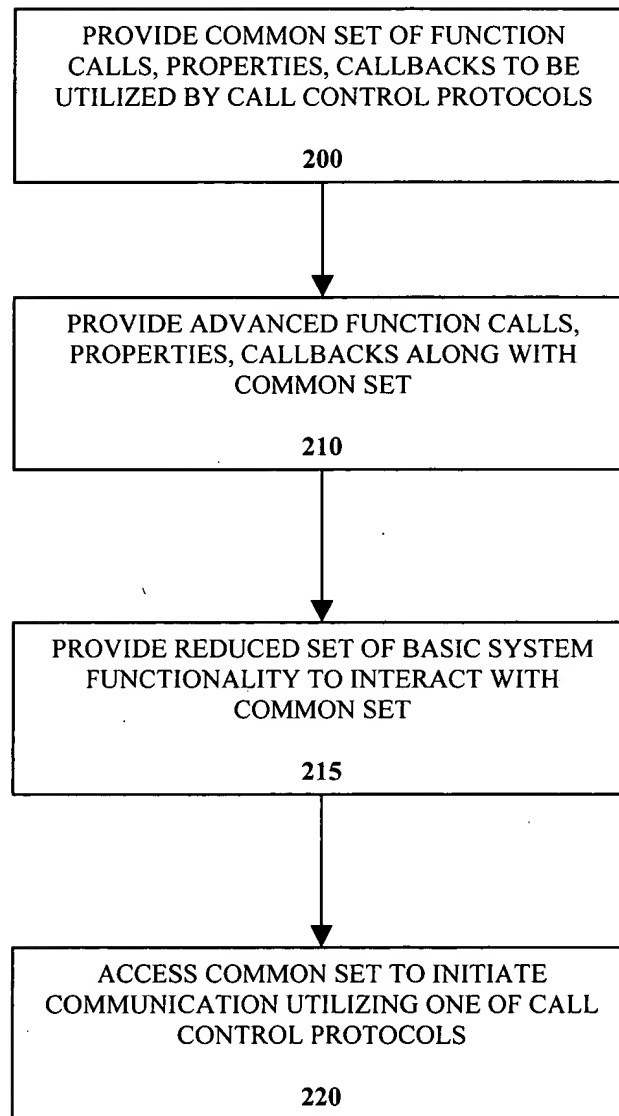 PROVIDE COMMON SET OF FUNCTION
CALLS, PROPERTIES, CALLBACKS TO BE
UTILIZED BY CALL CONTROL PROTOCOLS
200
PROVIDE ADVANCED FUNCTION CALLS,
PROPERTIES, CALLBACKS ALONG WITH
COMMON SET
210
PROVIDE REDUCED SET OF BASIC SYSTEM
FUNCTIONALITY TO INTERACT WITH
COMMON SET
215
ACCESS COMMON SET TO INITIATE
COMMUNICATION UTILIZING ONE OF CALL
CONTROL PROTOCOLS
220